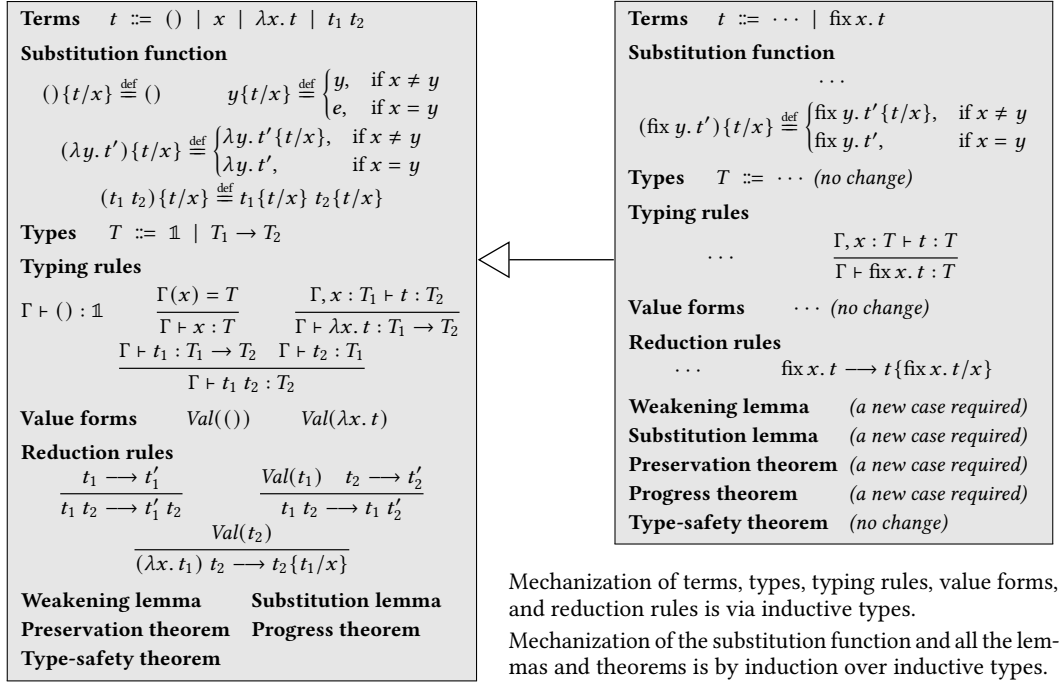 Terms t ::= () | x | λx. t | t₁ t₂
Substitution function
(){t/x} ≝ () y{t/x} ≝ { y, if x ≠ y
e, if x = y
(λy. t′){t/x} ≝ { λy. t′{t/x}, if x ≠ y
λy. t′, if x = y
(t₁ t₂){t/x} ≝ t₁{t/x} t₂{t/x}
Types T ::= 𝟙 | T₁ → T₂
Typing rules
Γ(x) = T Γ, x : T₁ ⊢ t : T₂
Γ ⊢ () : 𝟙
Γ ⊢ x : T Γ ⊢ λx. t : T₁ → T₂
Γ ⊢ t₁ : T₁ → T₂ Γ ⊢ t₂ : T₁
Γ ⊢ t₁ t₂ : T₂
Value forms Val(()) Val(λx. t)
Reduction rules
t₁ ⟶ t₁′ Val(t₁) t₂ ⟶ t₂′
t₁ t₂ ⟶ t₁′ t₂ t₁ t₂ ⟶ t₁ t₂′
Val(t₂)
(λx. t₁) t₂ ⟶ t₂{t₁/x}
Weakening lemma Substitution lemma
Preservation theorem Progress theorem
Type-safety theorem
Terms t ::= ··· | fix x. t
Substitution function
···
(fix y. t′){t/x} ≝ { fix y. t′{t/x}, if x ≠ y
fix y. t′, if x = y
Types T ::= ··· (no change)
Typing rules
··· Γ, x : T ⊢ t : T
Γ ⊢ fix x. t : T
Value forms ··· (no change)
Reduction rules
··· fix x. t ⟶ t{fix x. t/x}
Weakening lemma (a new case required)
Substitution lemma (a new case required)
Preservation theorem (a new case required)
Progress theorem (a new case required)
Type-safety theorem (no change)
Mechanization of terms, types, typing rules, value forms,
and reduction rules is via inductive types.
Mechanization of the substitution function and all the lem-
mas and theorems is by induction over inductive types.